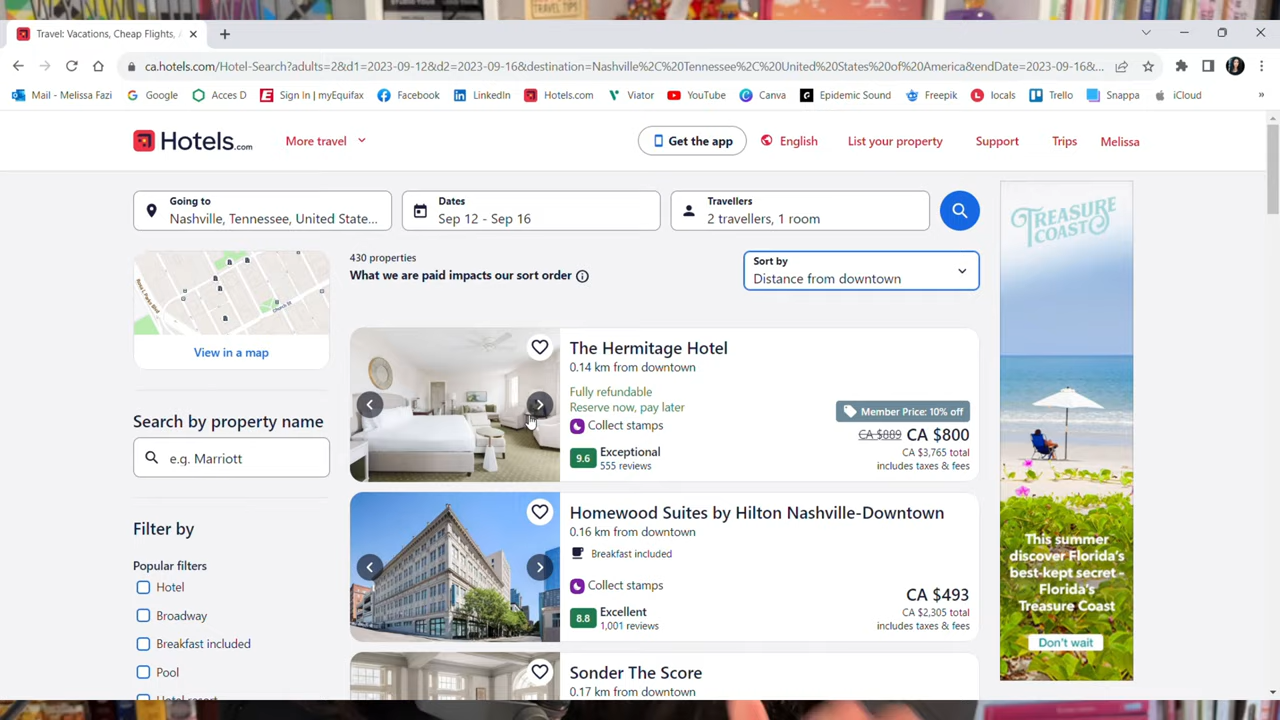 TRAVEL TIPS
Travel: Vacations, Cheap Flights,
ca.hotels.com/Hotel-Search?adults=2&d1=2023-09-12&d2=2023-09-16&destination=Nashville%2C%20Tennessee%2C%20United%20States%20of%20America&endDate=2023-09-16&...
Mail - Melissa Fazi
Google
Acces D
Sign In | myEquifax
Facebook
LinkedIn
Hotels.com
Viator
YouTube
Canva
Epidemic Sound
Freepik
locals
Trello
Snappa
iCloud
»
Hotels.com
More travel
Get the app
English
List your property
Support
Trips
Melissa
Going to
Nashville, Tennessee, United State...
Dates
Sep 12 - Sep 16
Travellers
2 travellers, 1 room
View in a map
430 properties
What we are paid impacts our sort order
Sort by
Distance from downtown
Search by property name
e.g. Marriott
Filter by
Popular filters
Hotel
Broadway
Breakfast included
Pool
The Hermitage Hotel
0.14 km from downtown
Fully refundable
Reserve now, pay later
Collect stamps
9.6 Exceptional
555 reviews
Member Price: 10% off
CA $889 CA $800
CA $3,765 total
includes taxes & fees
Homewood Suites by Hilton Nashville-Downtown
0.16 km from downtown
Breakfast included
Collect stamps
8.8 Excellent
1,001 reviews
CA $493
CA $2,305 total
includes taxes & fees
Sonder The Score
0.17 km from downtown
TREASURE
COAST
This summer
discover Florida's
best-kept secret –
Florida's
Treasure Coast
Don't wait